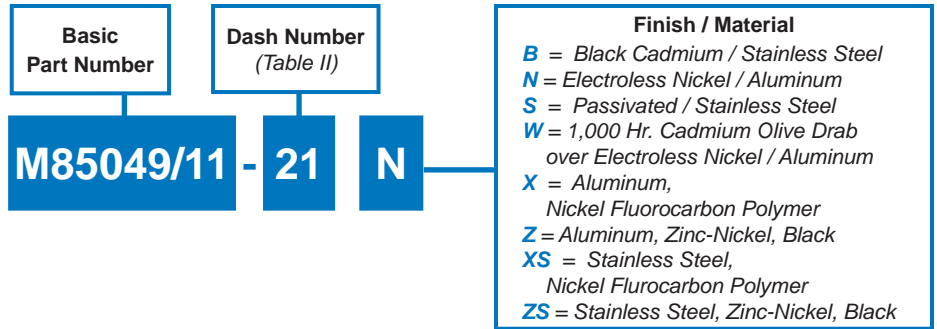 Basic
Part Number
Dash Number
(Table II)
M85049/11 - 21 N
Finish / Material
B = Black Cadmium / Stainless Steel
N = Electroless Nickel / Aluminum
S = Passivated / Stainless Steel
W = 1,000 Hr. Cadmium Olive Drab
over Electroless Nickel / Aluminum
X = Aluminum,
Nickel Fluorocarbon Polymer
Z = Aluminum, Zinc-Nickel, Black
XS = Stainless Steel,
Nickel Flurocarbon Polymer
ZS = Stainless Steel, Zinc-Nickel, Black